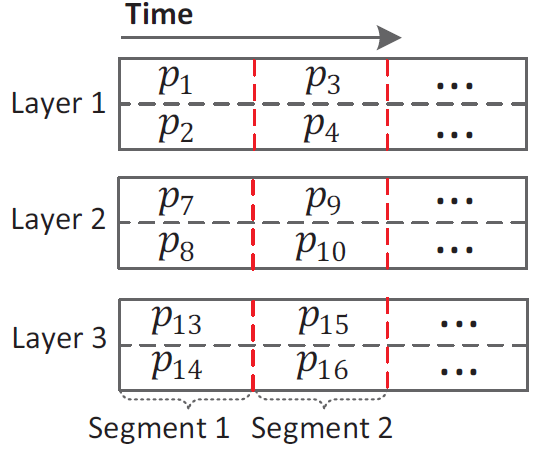 Time
Layer 1
p₁ p₃ ...
p₂ p₄ ...
Layer 2
p₇ p₉ ...
p₈ p₁₀ ...
Layer 3
p₁₃ p₁₅ ...
p₁₄ p₁₆ ...
Segment 1 Segment 2